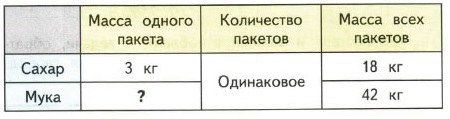 Масса одного пакета
Количество пакетов
Масса всех пакетов
Сахар
3 кг
Одинаковое
18 кг
Мука
?
42 кг